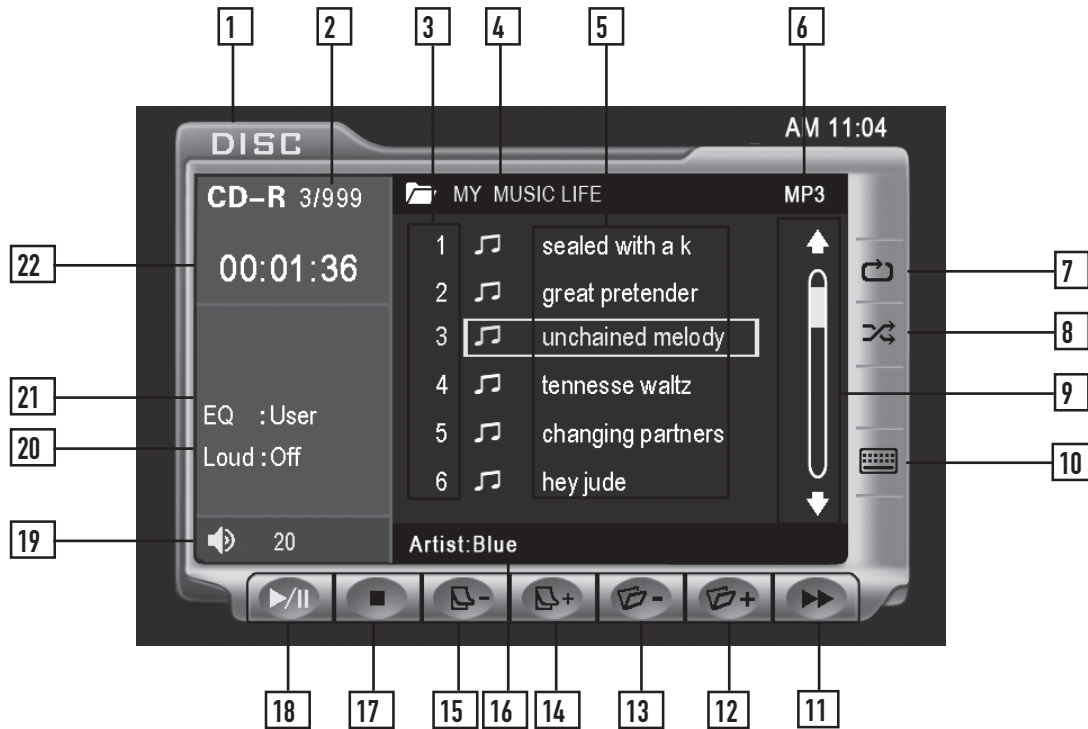 1 2 3 4 5 6
DISC
AM 11:04
CD-R 3/999
MY MUSIC LIFE
MP3
1 sealed with a k
22
00:01:36
7
2 great pretender
3 unchained melody
8
4 tennesse waltz
9
21
EQ :User
5 changing partners
20
Loud :Off
10
6 hey jude
19
20
Artist:Blue
- + - +
18 17 15 16 14 13 12 11